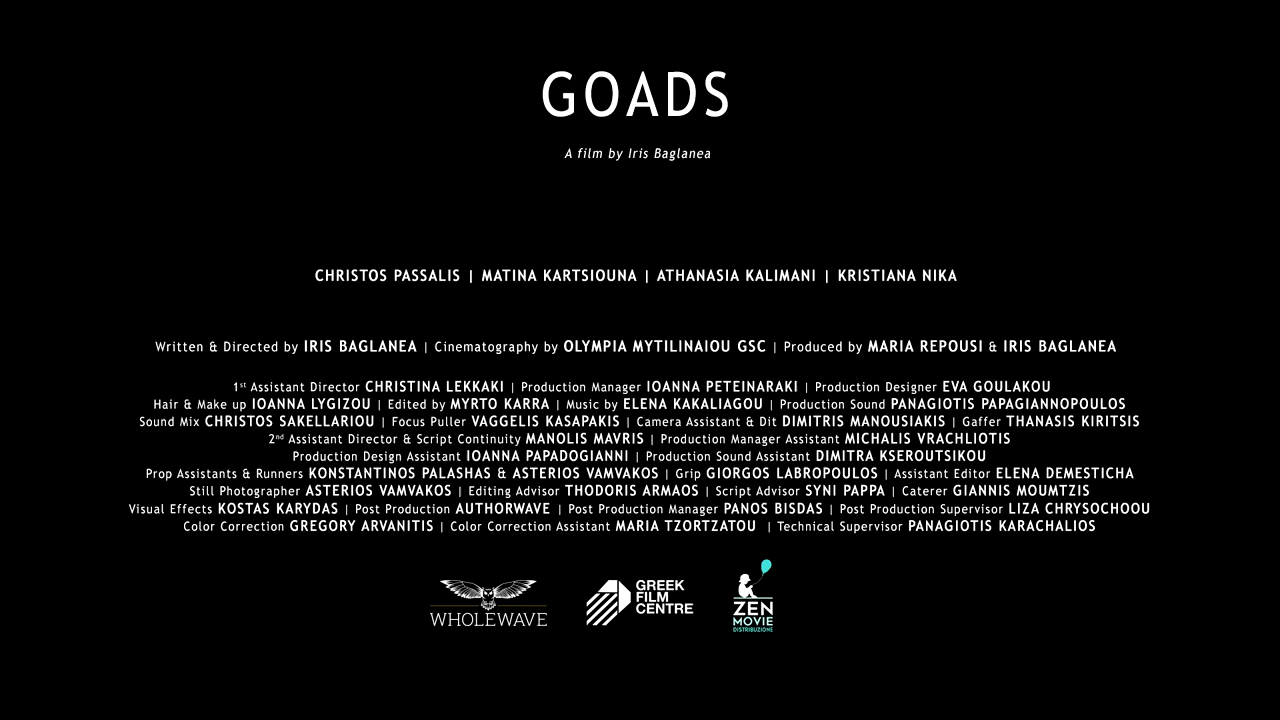 GOADS
A film by Iris Baglanea
CHRISTOS PASSALIS | MATINA KARTSIOUNA | ATHANASIA KALIMANI | KRISTIANA NIKA
Written & Directed by IRIS BAGLANEA | Cinematography by OLYMPIA MYTILINAIOU GSC | Produced by MARIA REPOUSI & IRIS BAGLANEA
1st Assistant Director CHRISTINA LEKKAKI | Production Manager IOANNA PETEINARAKI | Production Designer EVA GOULAKOU
Hair & Make up IOANNA LYGIZOU | Edited by MYRTO KARRA | Music by ELENA KAKALIAGOU | Production Sound PANAGIOTIS PAPAGIANNOPOULOS
Sound Mix CHRISTOS SAKELLARIOU | Focus Puller VAGGELIS KASAPAKIS | Camera Assistant & Dit DIMITRIS MANOUSIAKIS | Gaffer THANASIS KIRITSIS
2nd Assistant Director & Script Continuity MANOLIS MAVRIS | Production Manager Assistant MICHALIS VRACHLIOTIS
Production Design Assistant IOANNA PAPADOGIANNI | Production Sound Assistant DIMITRA KSEROUTSIKOU
Prop Assistants & Runners KONSTANTINOS PALASHAS & ASTERIOS VAMVAKOS | Grip GIORGOS LABROPOULOS | Assistant Editor ELENA DEMESTICHA
Still Photographer ASTERIOS VAMVAKOS | Editing Advisor THODORIS ARMAOS | Script Advisor SYNI PAPPA | Caterer GIANNIS MOUMTZIS
Visual Effects KOSTAS KARYDAS | Post Production AUTHORWAVE | Post Production Manager PANOS BISDAS | Post Production Supervisor LIZA CHRYSOCHOOU
Color Correction GREGORY ARVANITIS | Color Correction Assistant MARIA TZORTZATOU | Technical Supervisor PANAGIOTIS KARACHALIOS
WHOLEWAVE
GREEK
FILM
CENTRE
ZEN
MOVIE
DISTRIBUZIONE